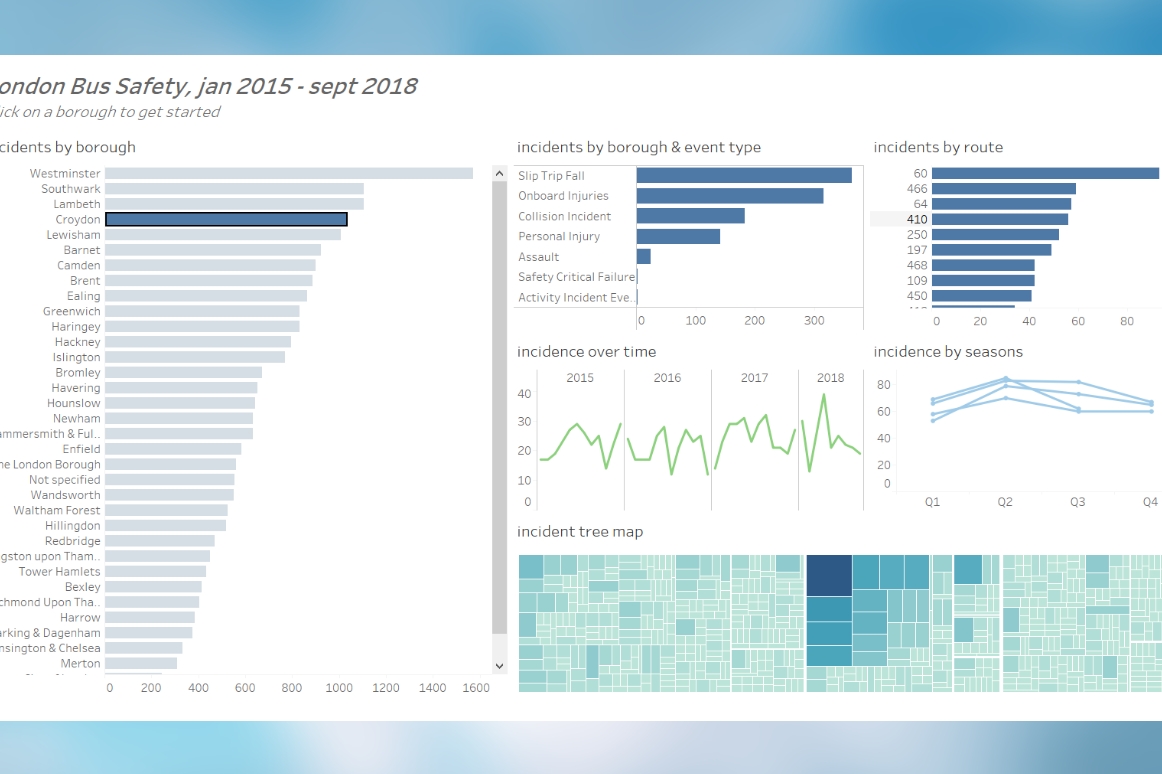 ondon Bus Safety, jan 2015 - sept 2018
ick on a borough to get started
cidents by borough
Westminster
Southwark
Lambeth
Croydon
Lewisham
Barnet
Camden
Brent
Ealing
Greenwich
Haringey
Hackney
Islington
Bromley
Havering
Hounslow
Newham
ammersmith & Ful..
Enfield
he London Borough
Not specified
Wandsworth
Waltham Forest
Hillingdon
Redbridge
gston upon Tham..
Tower Hamlets
Bexley
chmond Upon Tha..
Harrow
arking & Dagenham
nsington & Chelsea
Merton
0 200 400 600 800 1000 1200 1400 1600
incidents by borough & event type
Slip Trip Fall
Onboard Injuries
Collision Incident
Personal Injury
Assault
Safety Critical Failure
Activity Incident Eve..
0 100 200 300
incidents by route
60
466
64
410
250
197
468
109
450
0 20 40 60 80
incidence over time
2015 2016 2017 2018
40
30
20
10
0
incidence by seasons
80
60
40
20
0
Q1 Q2 Q3 Q4
incident tree map